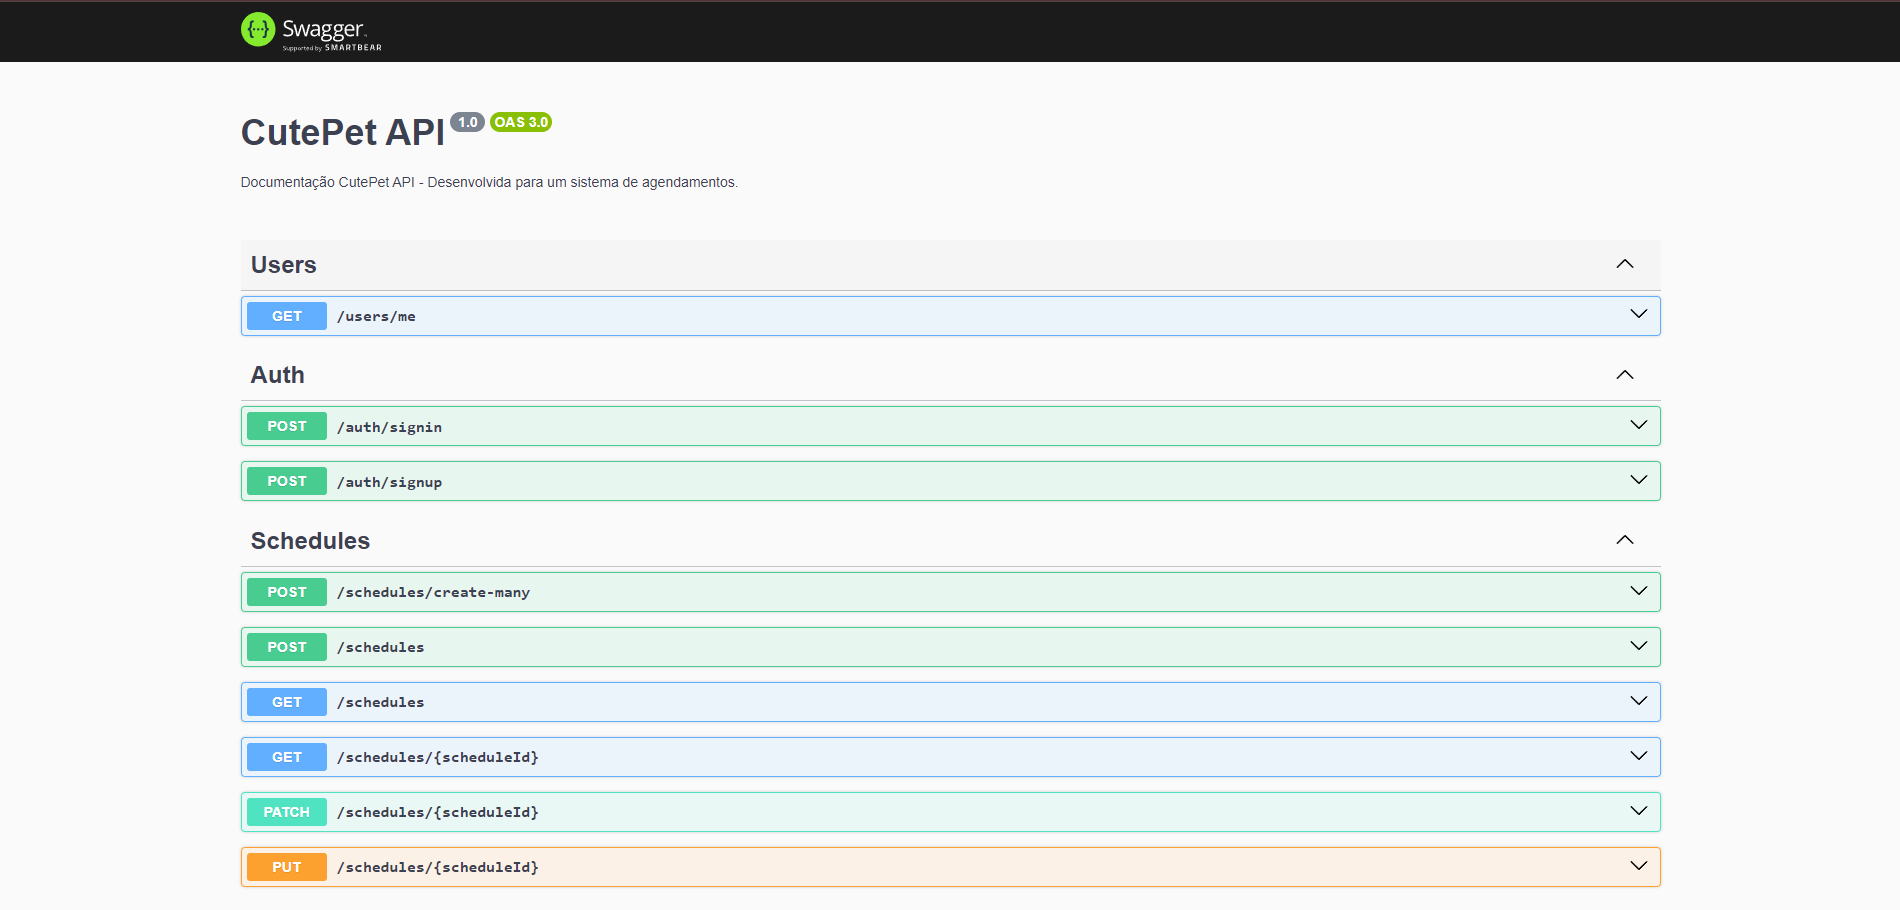 Swagger
Supported by SMARTBEAR
CutePet API 1.0 OAS 3.0
Documentação CutePet API - Desenvolvida para um sistema de agendamentos.
Users
GET /users/me
Auth
POST /auth/signin
POST /auth/signup
Schedules
POST /schedules/create-many
POST /schedules
GET /schedules
GET /schedules/{scheduleId}
PATCH /schedules/{scheduleId}
PUT /schedules/{scheduleId}